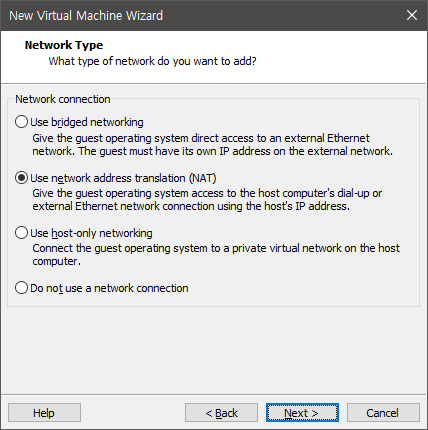 New Virtual Machine Wizard
Network Type
What type of network do you want to add?
Network connection
Use bridged networking
Give the guest operating system direct access to an external Ethernet
network. The guest must have its own IP address on the external network.
Use network address translation (NAT)
Give the guest operating system access to the host computer's dial-up or
external Ethernet network connection using the host's IP address.
Use host-only networking
Connect the guest operating system to a private virtual network on the host
computer.
Do not use a network connection
Help
< Back
Next >
Cancel